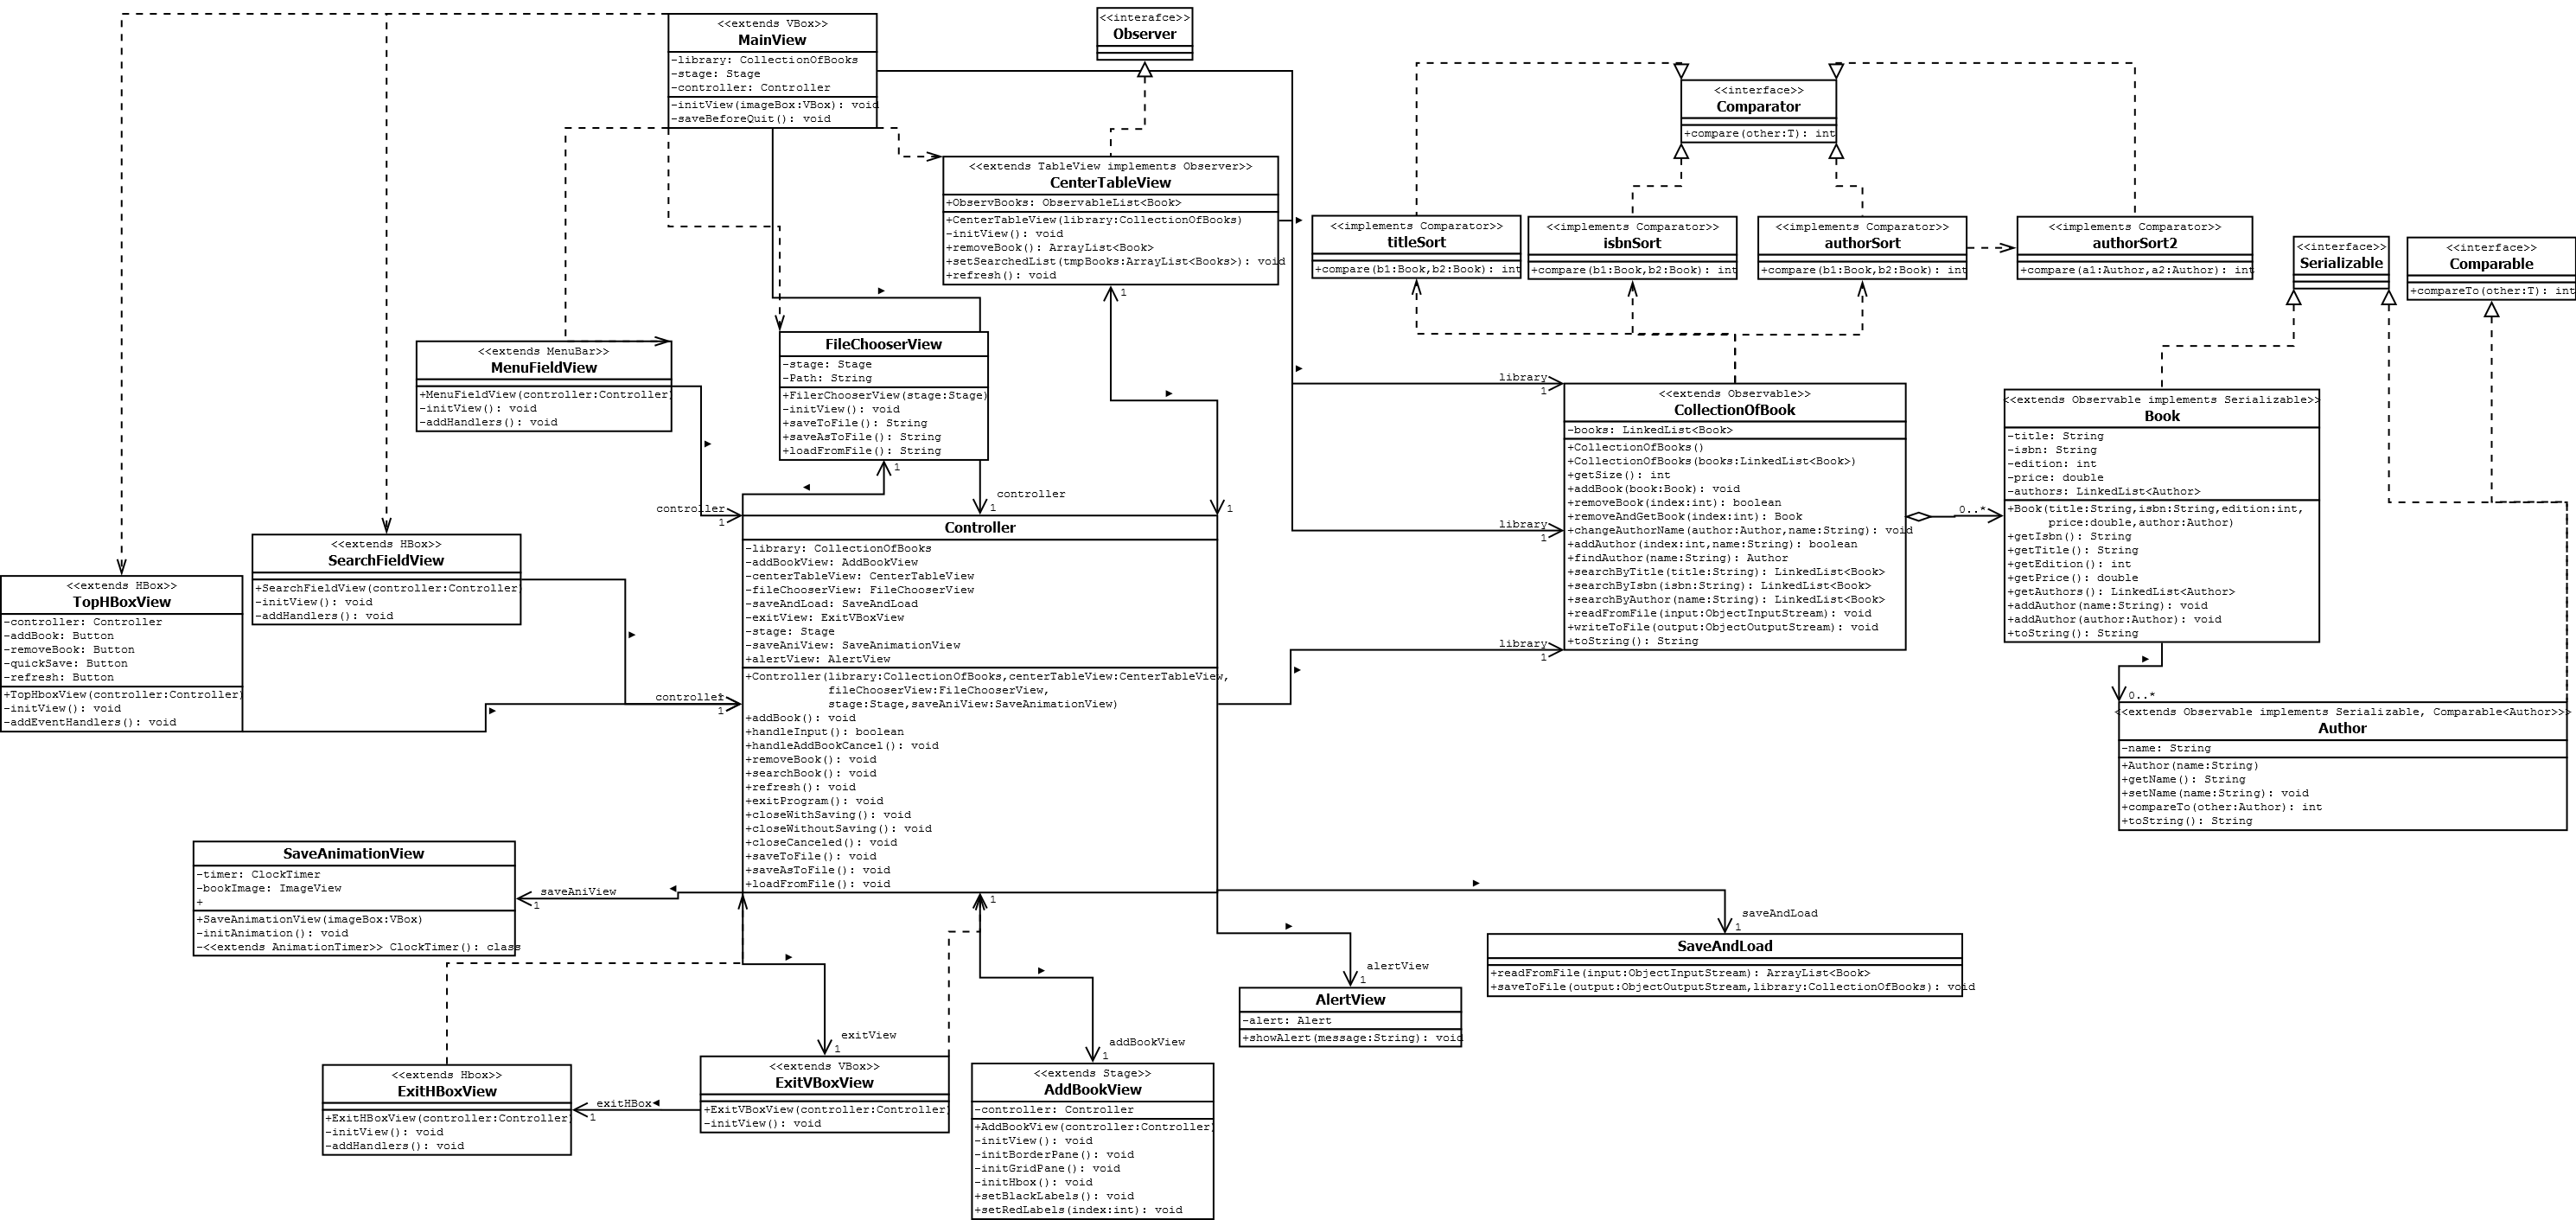 <<extends VBox>>
MainView
-library: CollectionOfBooks
-stage: Stage
-controller: Controller
-initView(imageBox:VBox): void
-saveBeforeQuit(): void
<<interafce>>
Observer
<<interface>>
Comparator
+compare(other:T): int
<<extends TableView implements Observer>>
CenterTableView
+ObservBooks: ObservableList<Book>
+CenterTableView(library:CollectionOfBooks)
-initView(): void
+removeBook(): ArrayList<Book>
+setSearchedList(tmpBooks:ArrayList<Books>): void
+refresh(): void
1
<<implements Comparator>>
titleSort
+compare(b1:Book,b2:Book): int
<<implements Comparator>>
isbnSort
+compare(b1:Book,b2:Book): int
<<implements Comparator>>
authorSort
+compare(b1:Book,b2:Book): int
<<implements Comparator>>
authorSort2
+compare(a1:Author,a2:Author): int
<<interface>>
Serializable
<<interface>>
Comparable
+compareTo(other:T): int
<<extends MenuBar>>
MenuFieldView
+MenuFieldView(controller:Controller)
-initView(): void
-addHandlers(): void
FileChooserView
-stage: Stage
-Path: String
+FilerChooserView(stage:Stage)
-initView(): void
+saveToFile(): String
+saveAsToFile(): String
+loadFromFile(): String
1
library
1
library
1
library
1
<<extends Observable>>
CollectionOfBook
-books: LinkedList<Book>
+CollectionOfBooks()
+CollectionOfBooks(books:LinkedList<Book>)
+getSize(): int
+addBook(book:Book): void
+removeBook(index:int): boolean
+removeAndGetBook(index:int): Book
+changeAuthorName(author:Author,name:String): void
+addAuthor(index:int,name:String): boolean
+findAuthor(name:String): Author
+searchByTitle(title:String): LinkedList<Book>
+searchByIsbn(isbn:String): LinkedList<Book>
+searchByAuthor(name:String): LinkedList<Book>
+readFromFile(input:ObjectInputStream): void
+writeToFile(output:ObjectOutputStream): void
+toString(): String
0..*
<<extends Observable implements Serializable>>
Book
-title: String
-isbn: String
-edition: int
-price: double
-authors: LinkedList<Author>
+Book(title:String,isbn:String,edition:int,
price:double,author:Author)
+getIsbn(): String
+getTitle(): String
+getEdition(): int
+getPrice(): double
+getAuthors(): LinkedList<Author>
+addAuthor(name:String): void
+addAuthor(author:Author): void
+toString(): String
0..*
<<extends Observable implements Serializable, Comparable<Author>>>
Author
-name: String
+Author(name:String)
+getName(): String
+setName(name:String): void
+compareTo(other:Author): int
+toString(): String
<<extends HBox>>
SearchFieldView
+SearchFieldView(controller:Controller)
-initView(): void
-addHandlers(): void
<<extends HBox>>
TopHBoxView
-controller: Controller
-addBook: Button
-removeBook: Button
-quickSave: Button
-refresh: Button
+TopHboxView(controller:Controller)
-initView(): void
-addEventHandlers(): void
controller
1
controller
1
controller
1
1
Controller
-library: CollectionOfBooks
-addBookView: AddBookView
-centerTableView: CenterTableView
-fileChooserView: FileChooserView
-saveAndLoad: SaveAndLoad
-exitView: ExitVBoxView
-stage: Stage
-saveAniView: SaveAnimationView
+alertView: AlertView
+Controller(library:CollectionOfBooks,centerTableView:CenterTableView,
fileChooserView:FileChooserView,
stage:Stage,saveAniView:SaveAnimationView)
+addBook(): void
+handleInput(): boolean
+handleAddBookCancel(): void
+removeBook(): void
+searchBook(): void
+refresh(): void
+exitProgram(): void
+closeWithSaving(): void
+closeWithoutSaving(): void
+closeCanceled(): void
+saveToFile(): void
+saveAsToFile(): void
+loadFromFile(): void
1
SaveAnimationView
-timer: ClockTimer
-bookImage: ImageView
+
+SaveAnimationView(imageBox:VBox)
-initAnimation(): void
-<<extends AnimationTimer>> ClockTimer(): class
saveAniView
1
saveAndLoad
1
SaveAndLoad
+readFromFile(input:ObjectInputStream): ArrayList<Book>
+saveToFile(output:ObjectOutputStream,library:CollectionOfBooks): void
alertView
1
AlertView
-alert: Alert
+showAlert(message:String): void
exitView
1
addBookView
1
<<extends Hbox>>
ExitHBoxView
+ExitHBoxView(controller:Controller)
-initView(): void
-addHandlers(): void
exitHBox
1
<<extends VBox>>
ExitVBoxView
+ExitVBoxView(controller:Controller)
-initView(): void
<<extends Stage>>
AddBookView
-controller: Controller
+AddBookView(controller:Controller)
-initView(): void
-initBorderPane(): void
-initGridPane(): void
-initHbox(): void
+setBlackLabels(): void
+setRedLabels(index:int): void